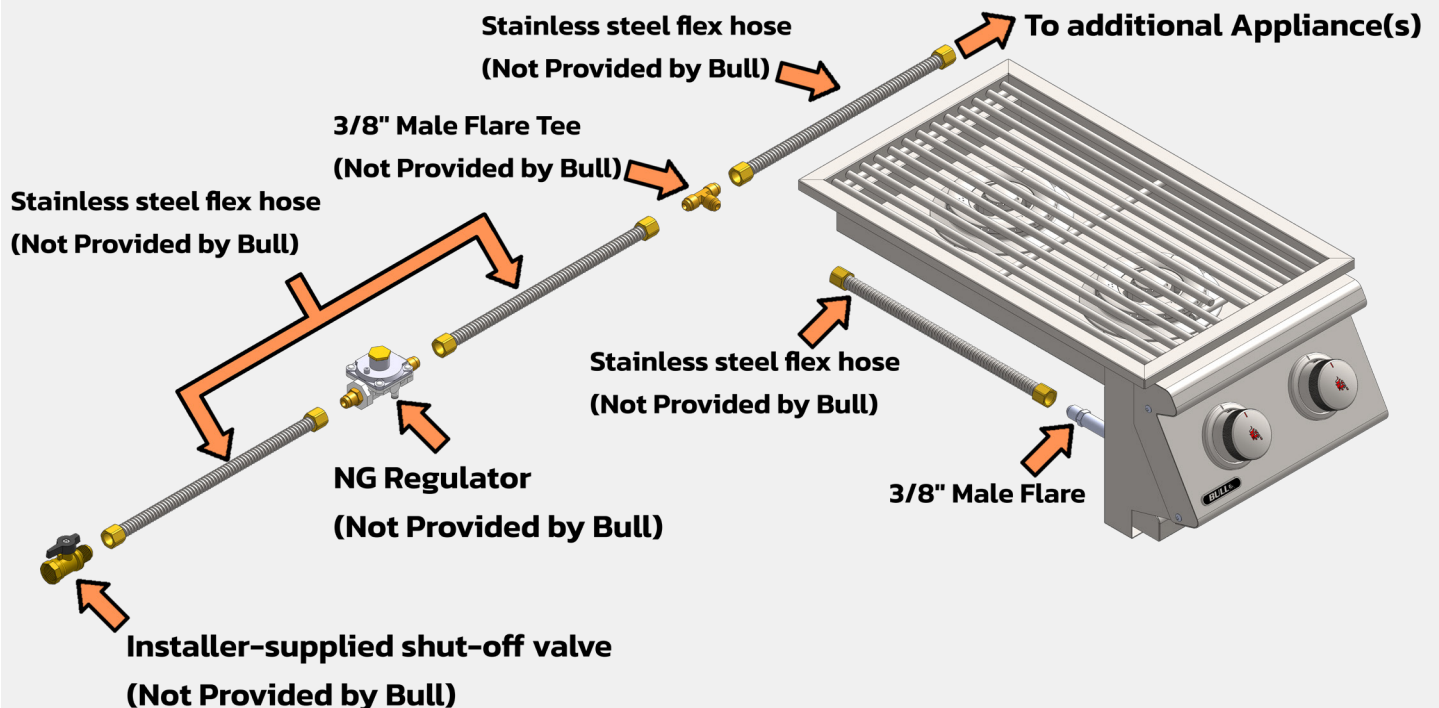 Stainless steel flex hose
(Not Provided by Bull)
To additional Appliance(s)
3/8" Male Flare Tee
(Not Provided by Bull)
Stainless steel flex hose
(Not Provided by Bull)
Stainless steel flex hose
(Not Provided by Bull)
NG Regulator
(Not Provided by Bull)
3/8" Male Flare
BULL
Installer-supplied shut-off valve
(Not Provided by Bull)